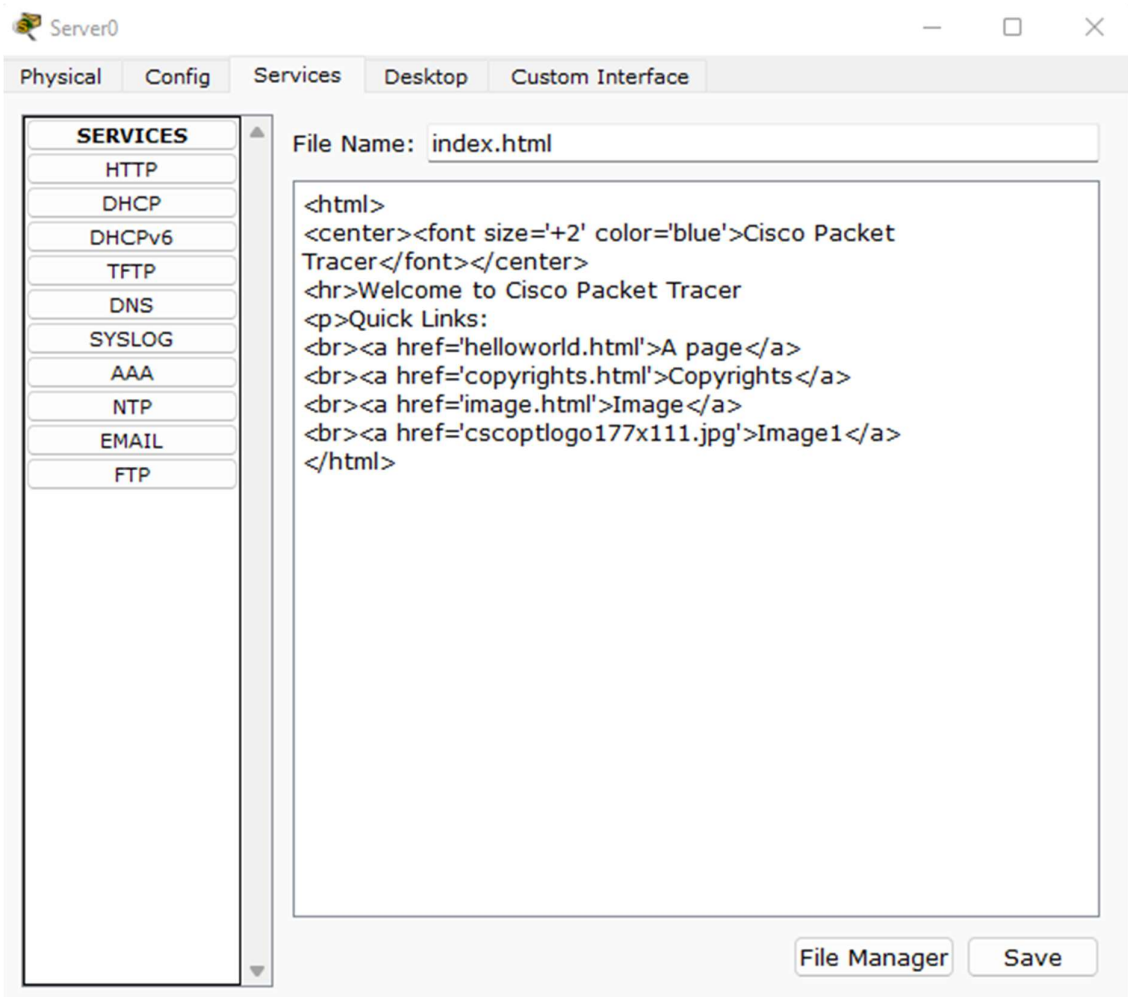 Server0
Physical Config Services Desktop Custom Interface
SERVICES
HTTP
DHCP
DHCPv6
TFTP
DNS
SYSLOG
AAA
NTP
EMAIL
FTP
File Name: index.html
<html>
<center><font size='+2' color='blue'>Cisco Packet
Tracer</font></center>
<hr>Welcome to Cisco Packet Tracer
<p>Quick Links:
<br><a href='helloworld.html'>A page</a>
<br><a href='copyrights.html'>Copyrights</a>
<br><a href='image.html'>Image</a>
<br><a href='cscoptlogo177x111.jpg'>Image1</a>
</html>
File Manager Save